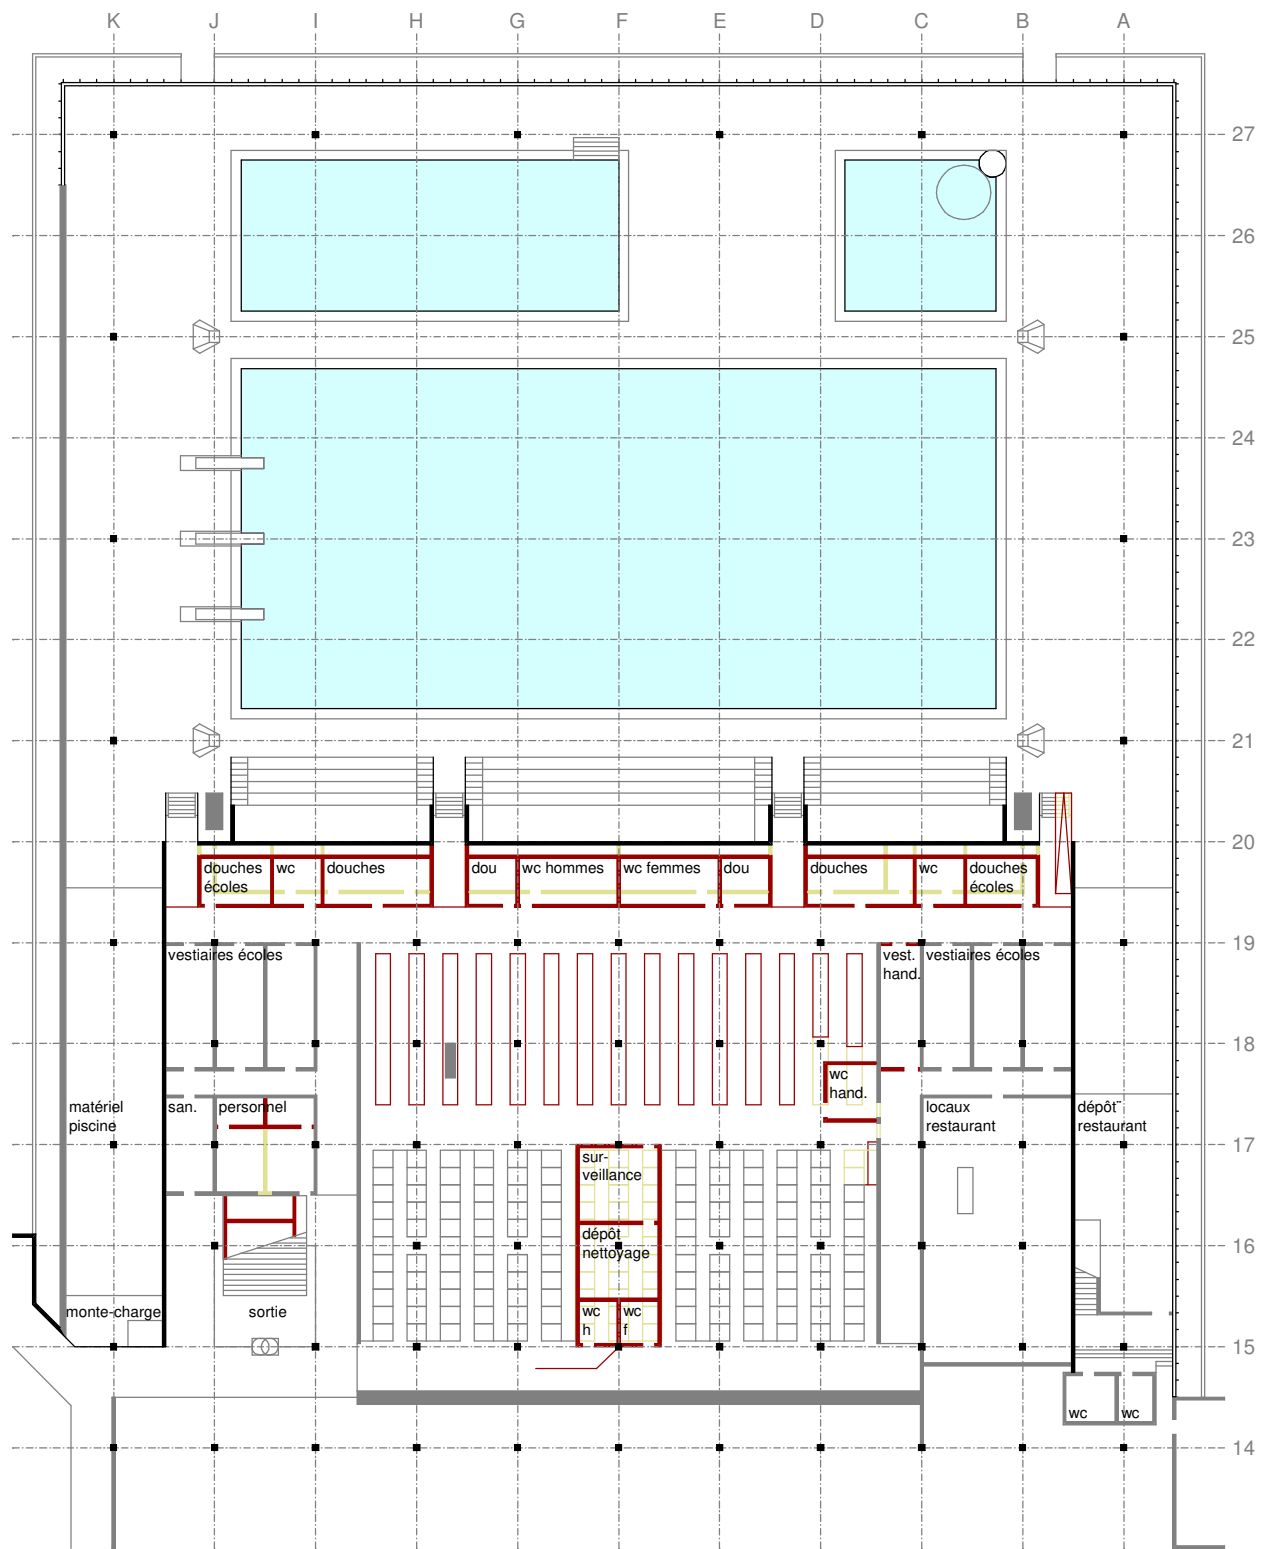 K J I H G F E D C B A
27
26
25
24
23
22
21
20
douches wc douches dou wc hommes wc femmes dou douches wc douches
écoles écoles
19
vestiaires écoles vest. vestiaires écoles
hand.
18
wc
hand.
matériel san. personnel locaux dépôt¨
piscine restaurant restaurant
17
sur-
veillance
dépôt
nettoyage
16
monte-charge sortie wc wc
h f
15
wc wc
14